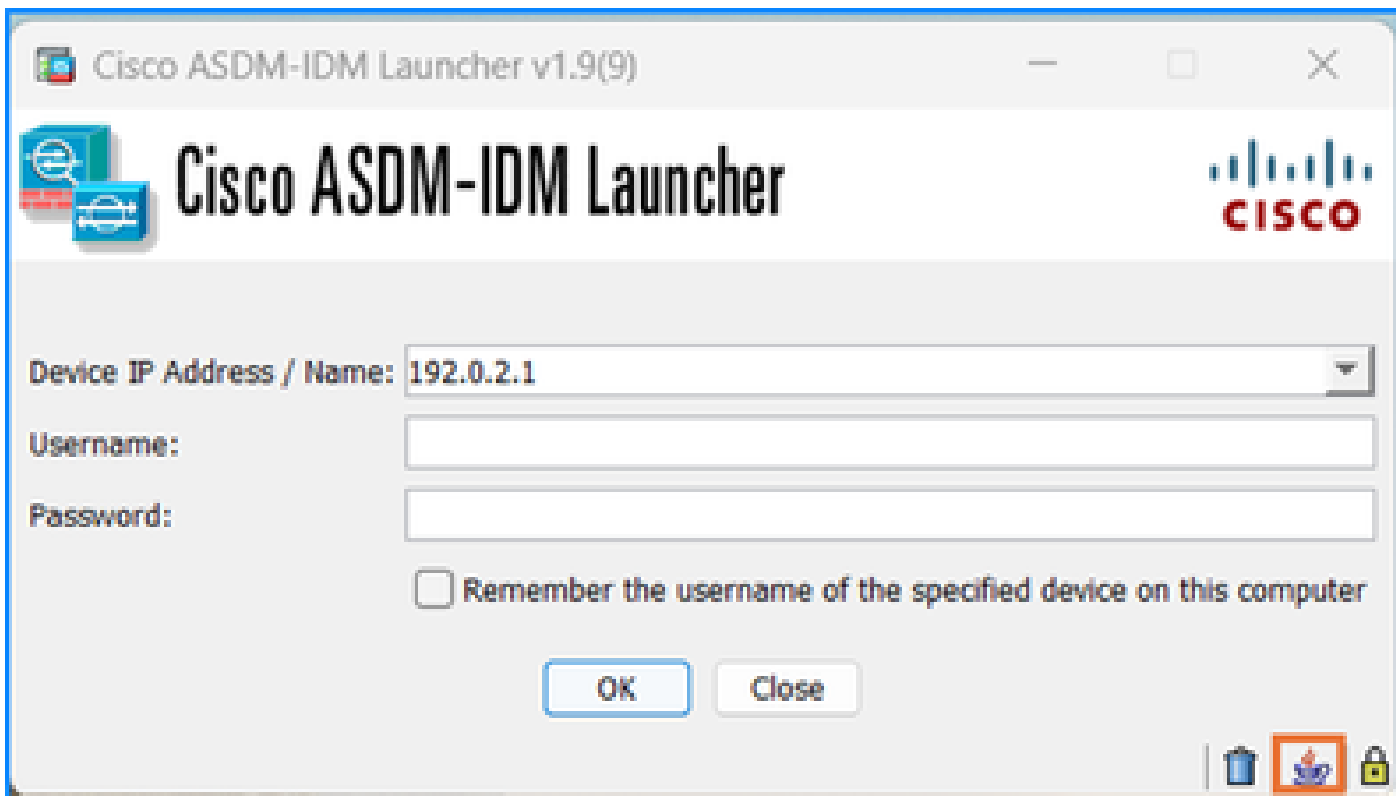 Cisco ASDM-IDM Launcher v1.9(9)
Cisco ASDM-IDM Launcher
CISCO
Device IP Address / Name: 192.0.2.1
Username:
Password:
Remember the username of the specified device on this computer
OK Close